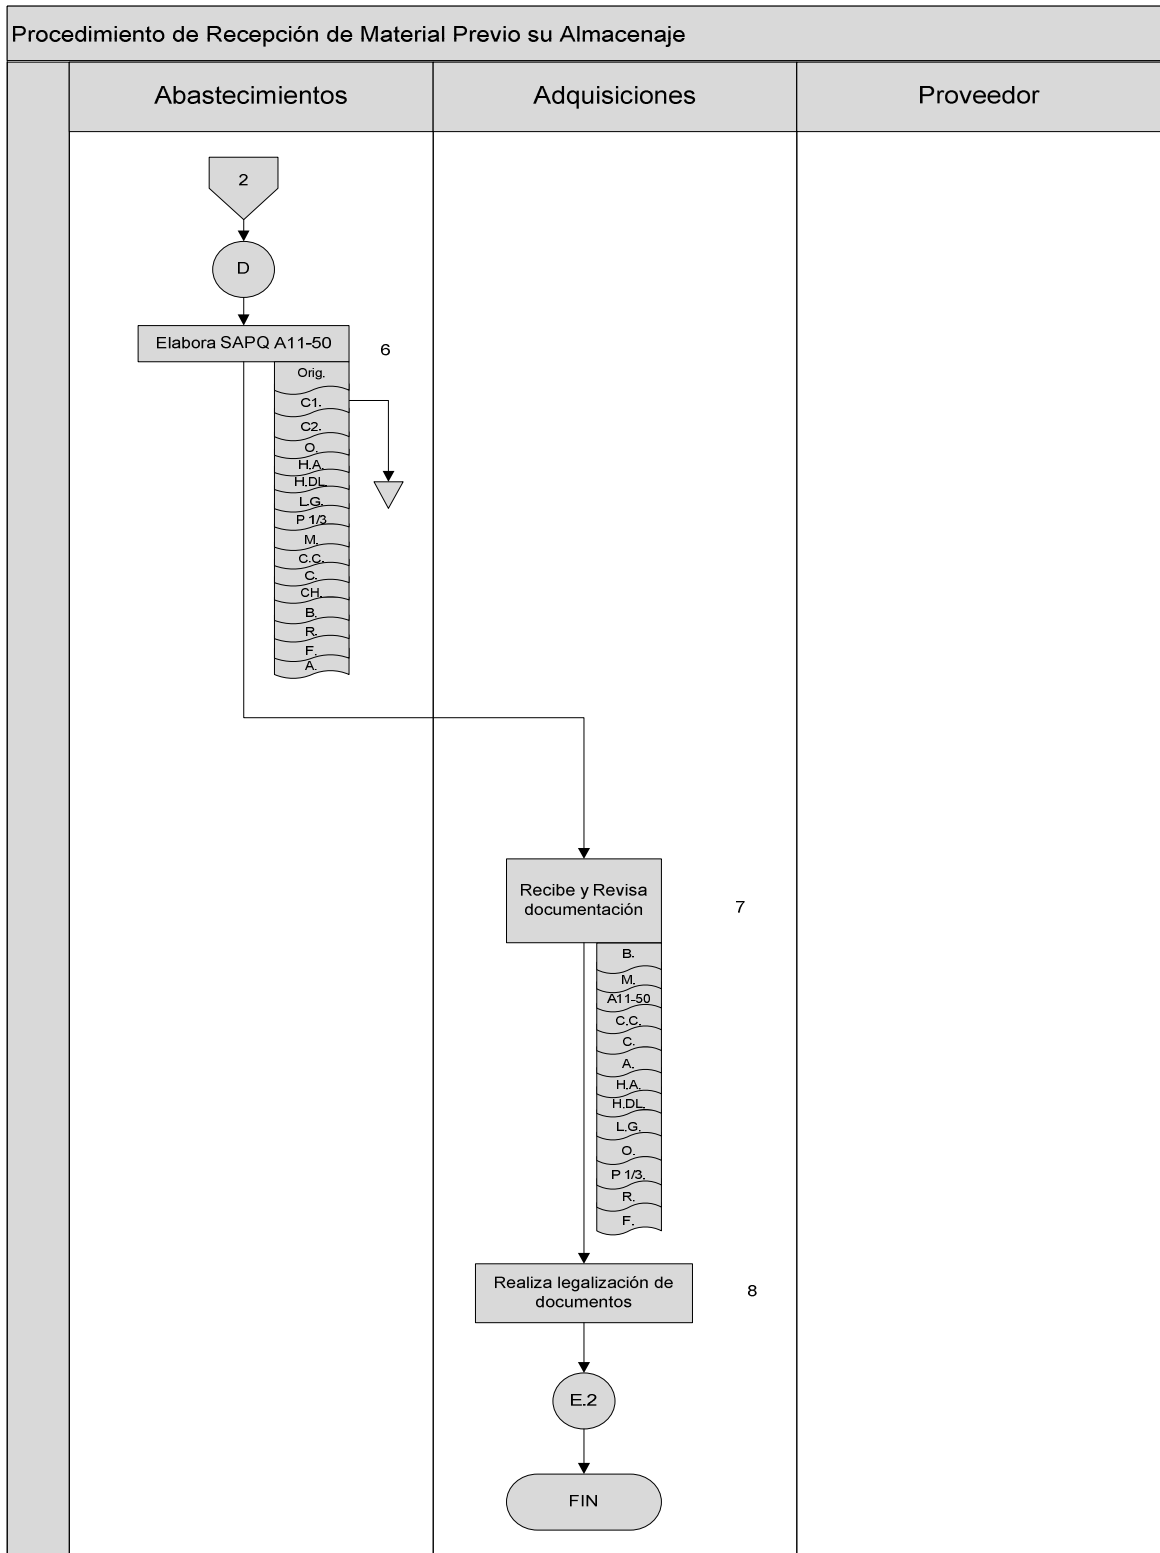 Procedimiento de Recepción de Material Previo su Almacenaje
Abastecimientos
Adquisiciones
Proveedor
2
D
Elabora SAPQ A11-50
6
Orig.
C1.
C2.
O.
H.A.
H.DL.
L.G.
P 1/3
M.
C.C.
C.
CH.
B.
R.
F.
A.
Recibe y Revisa
documentación
7
B.
M.
A11-50
C.C.
C.
A.
H.A.
H.DL.
L.G.
O.
P 1/3.
R.
F.
Realiza legalización de
documentos
8
E.2
FIN